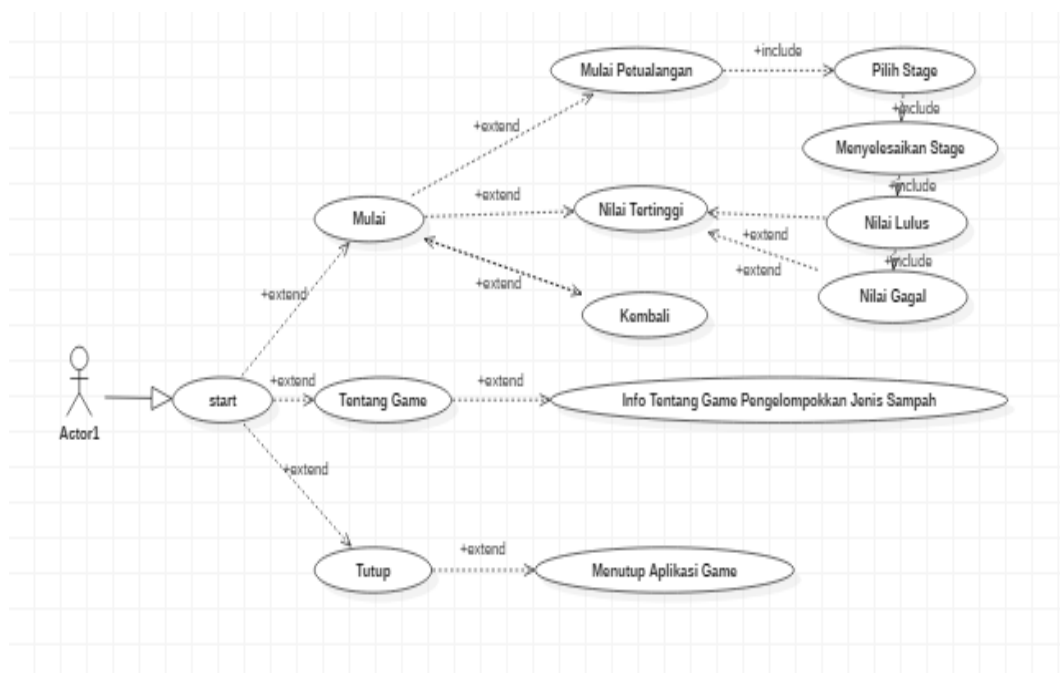 +include
Mulai Petualangan
Pilih Stage
+include
+extend
Menyelesaikan Stage
+include
+extend
Mulai
Nilai Tertinggi
Nilai Lulus
+extend
+include
+extend
+extend
+extend
Nilai Gagal
Kembali
Actor1
start
+extend
Tentang Game
+extend
Info Tentang Game Pengelompokkan Jenis Sampah
+extend
Tutup
+extend
Menutup Aplikasi Game